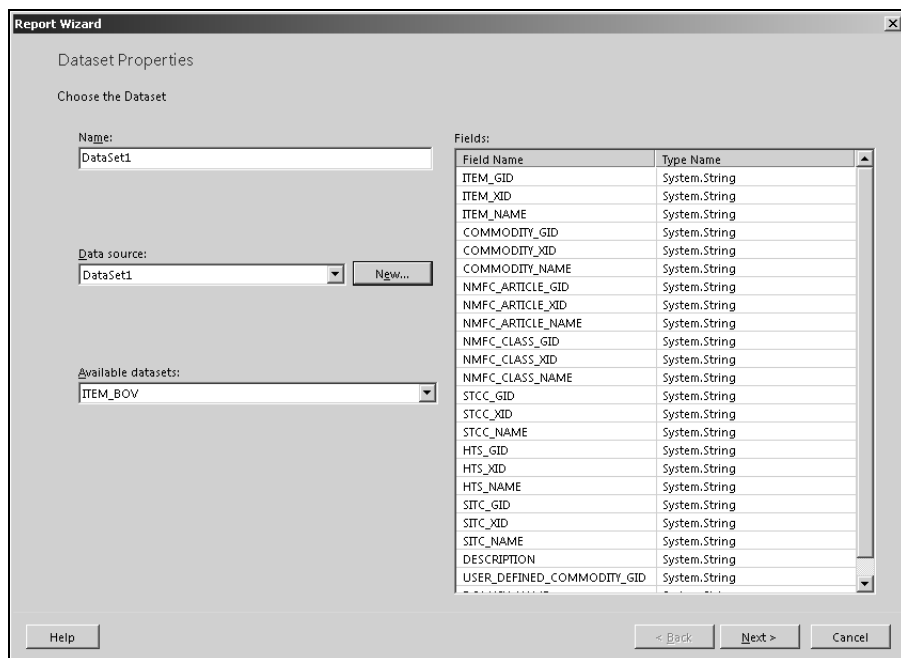 Report Wizard
Dataset Properties
Choose the Dataset
Name:
DataSet1
Data source:
DataSet1
New...
Available datasets:
ITEM_BOV
Fields:
Field Name Type Name
ITEM_GID System.String
ITEM_XID System.String
ITEM_NAME System.String
COMMODITY_GID System.String
COMMODITY_XID System.String
COMMODITY_NAME System.String
NMFC_ARTICLE_GID System.String
NMFC_ARTICLE_XID System.String
NMFC_ARTICLE_NAME System.String
NMFC_CLASS_GID System.String
NMFC_CLASS_XID System.String
NMFC_CLASS_NAME System.String
STCC_GID System.String
STCC_XID System.String
STCC_NAME System.String
HTS_GID System.String
HTS_XID System.String
HTS_NAME System.String
SITC_GID System.String
SITC_XID System.String
SITC_NAME System.String
DESCRIPTION System.String
USER_DEFINED_COMMODITY_GID System.String
Help
< Back
Next >
Cancel